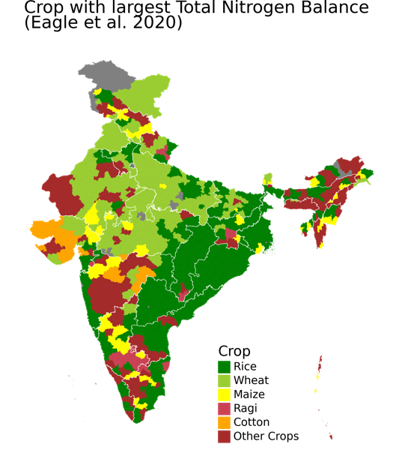 Crop with largest Total Nitrogen Balance
(Eagle et al. 2020)
Crop
Rice
Wheat
Maize
Ragi
Cotton
Other Crops